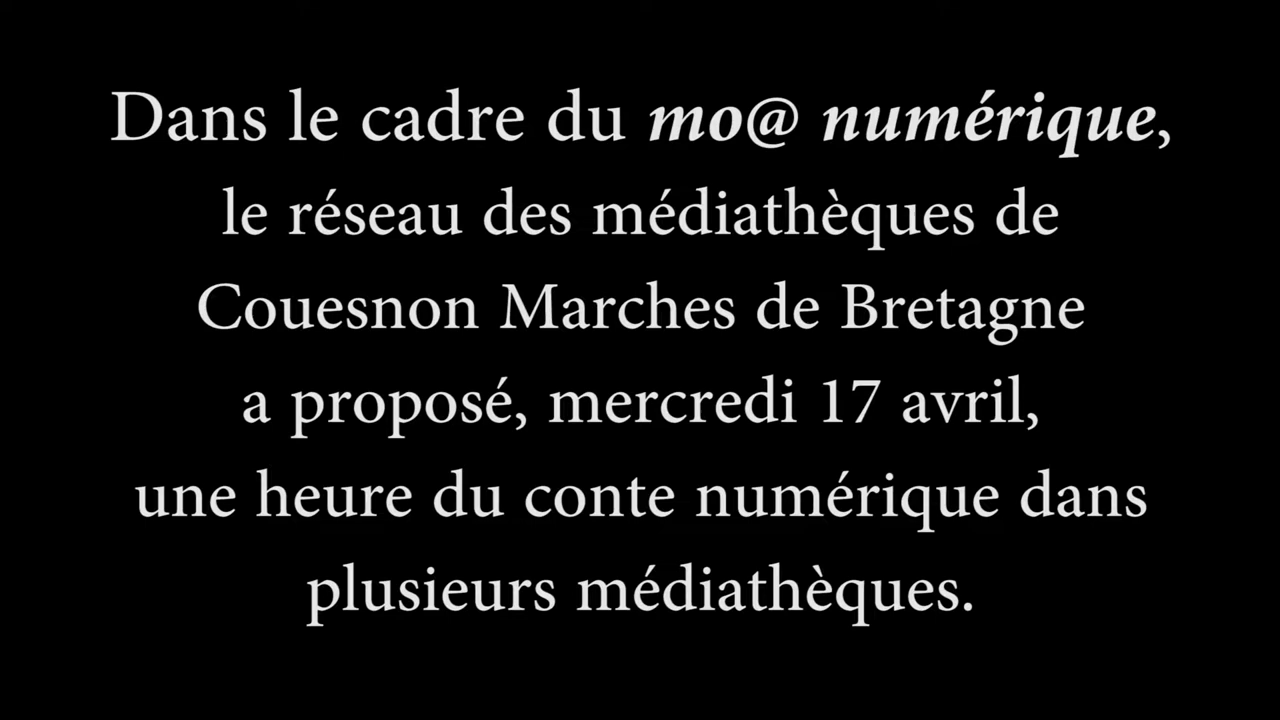 Dans le cadre du mo@ numérique,
le réseau des médiathèques de
Couesnon Marches de Bretagne
a proposé, mercredi 17 avril,
une heure du conte numérique dans
plusieurs médiathèques.